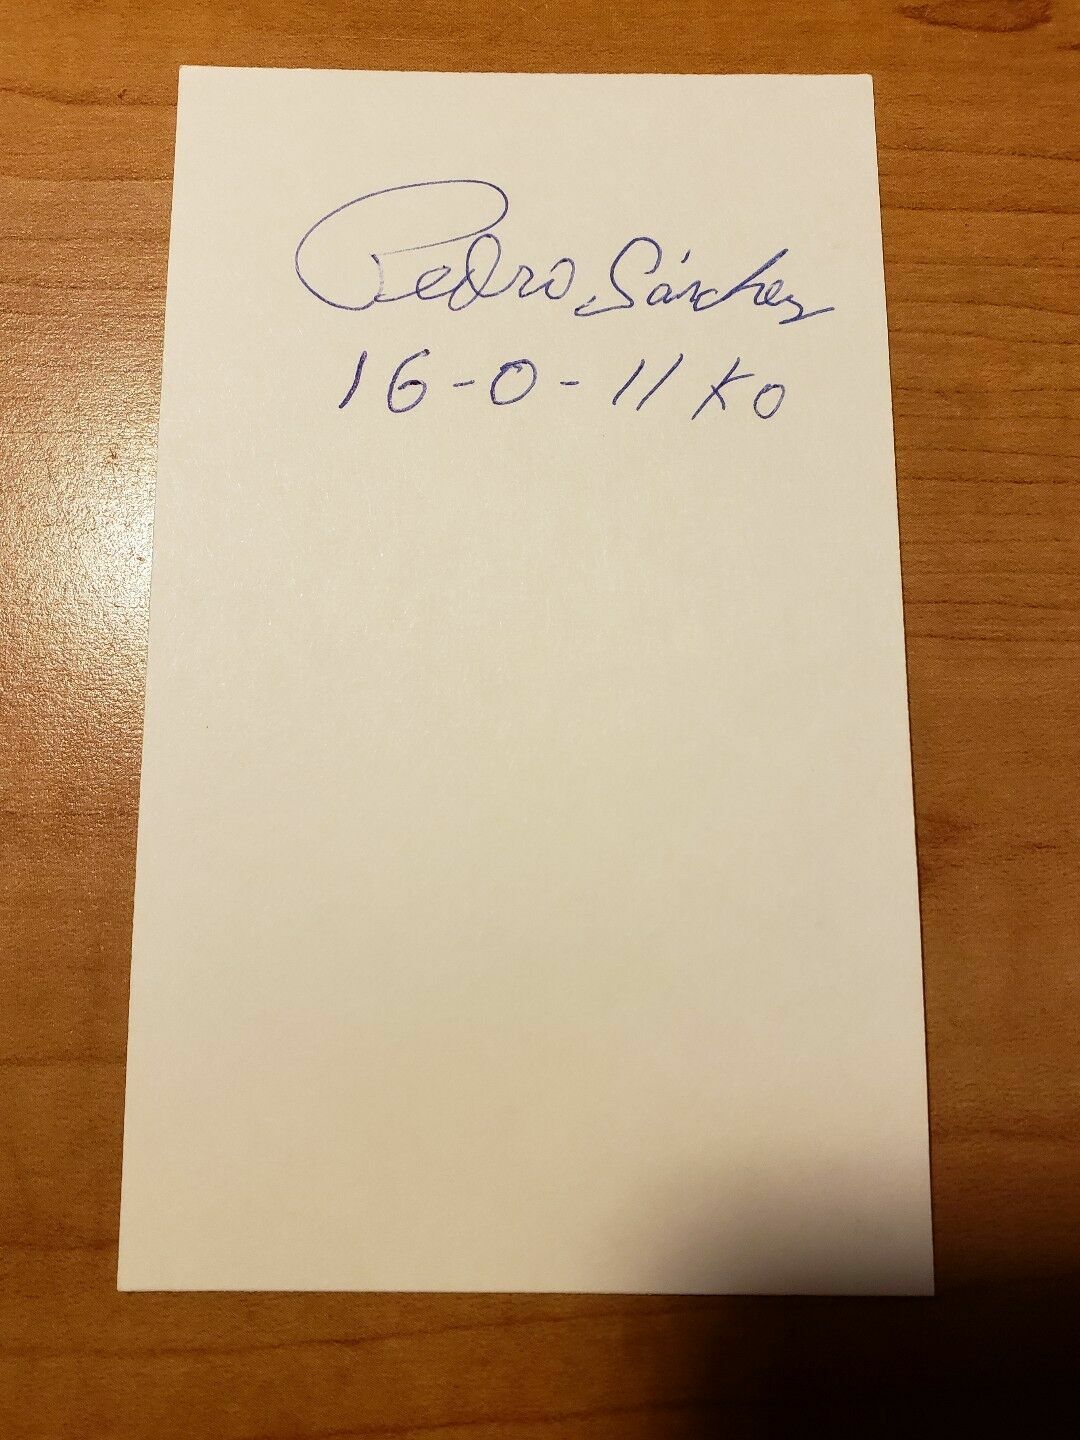 Pedro Sánchez
16-0-11 KO